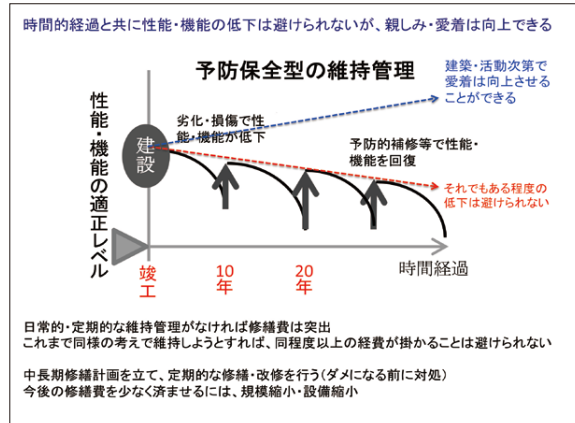 時間的経過と共に性能・機能の低下は避けられないが、親しみ・愛着は向上できる
予防保全型の維持管理
建築・活動次第で
愛着は向上させる
ことができる
性能・機能の適正レベル
建設
劣化・損傷で性
能・機能が低下
予防的補修等で性能・
機能を回復
それでもある程度の
低下は避けられない
竣工
10年
20年
時間経過
日常的・定期的な維持管理がなければ修繕費は突出
これまで同様の考えで維持しようとすれば、同程度以上の経費が掛かることは避けられない
中長期修繕計画を立て、定期的な修繕・改修を行う(ダメになる前に対処)
今後の修繕費を少なく済ませるには、規模縮小・設備縮小